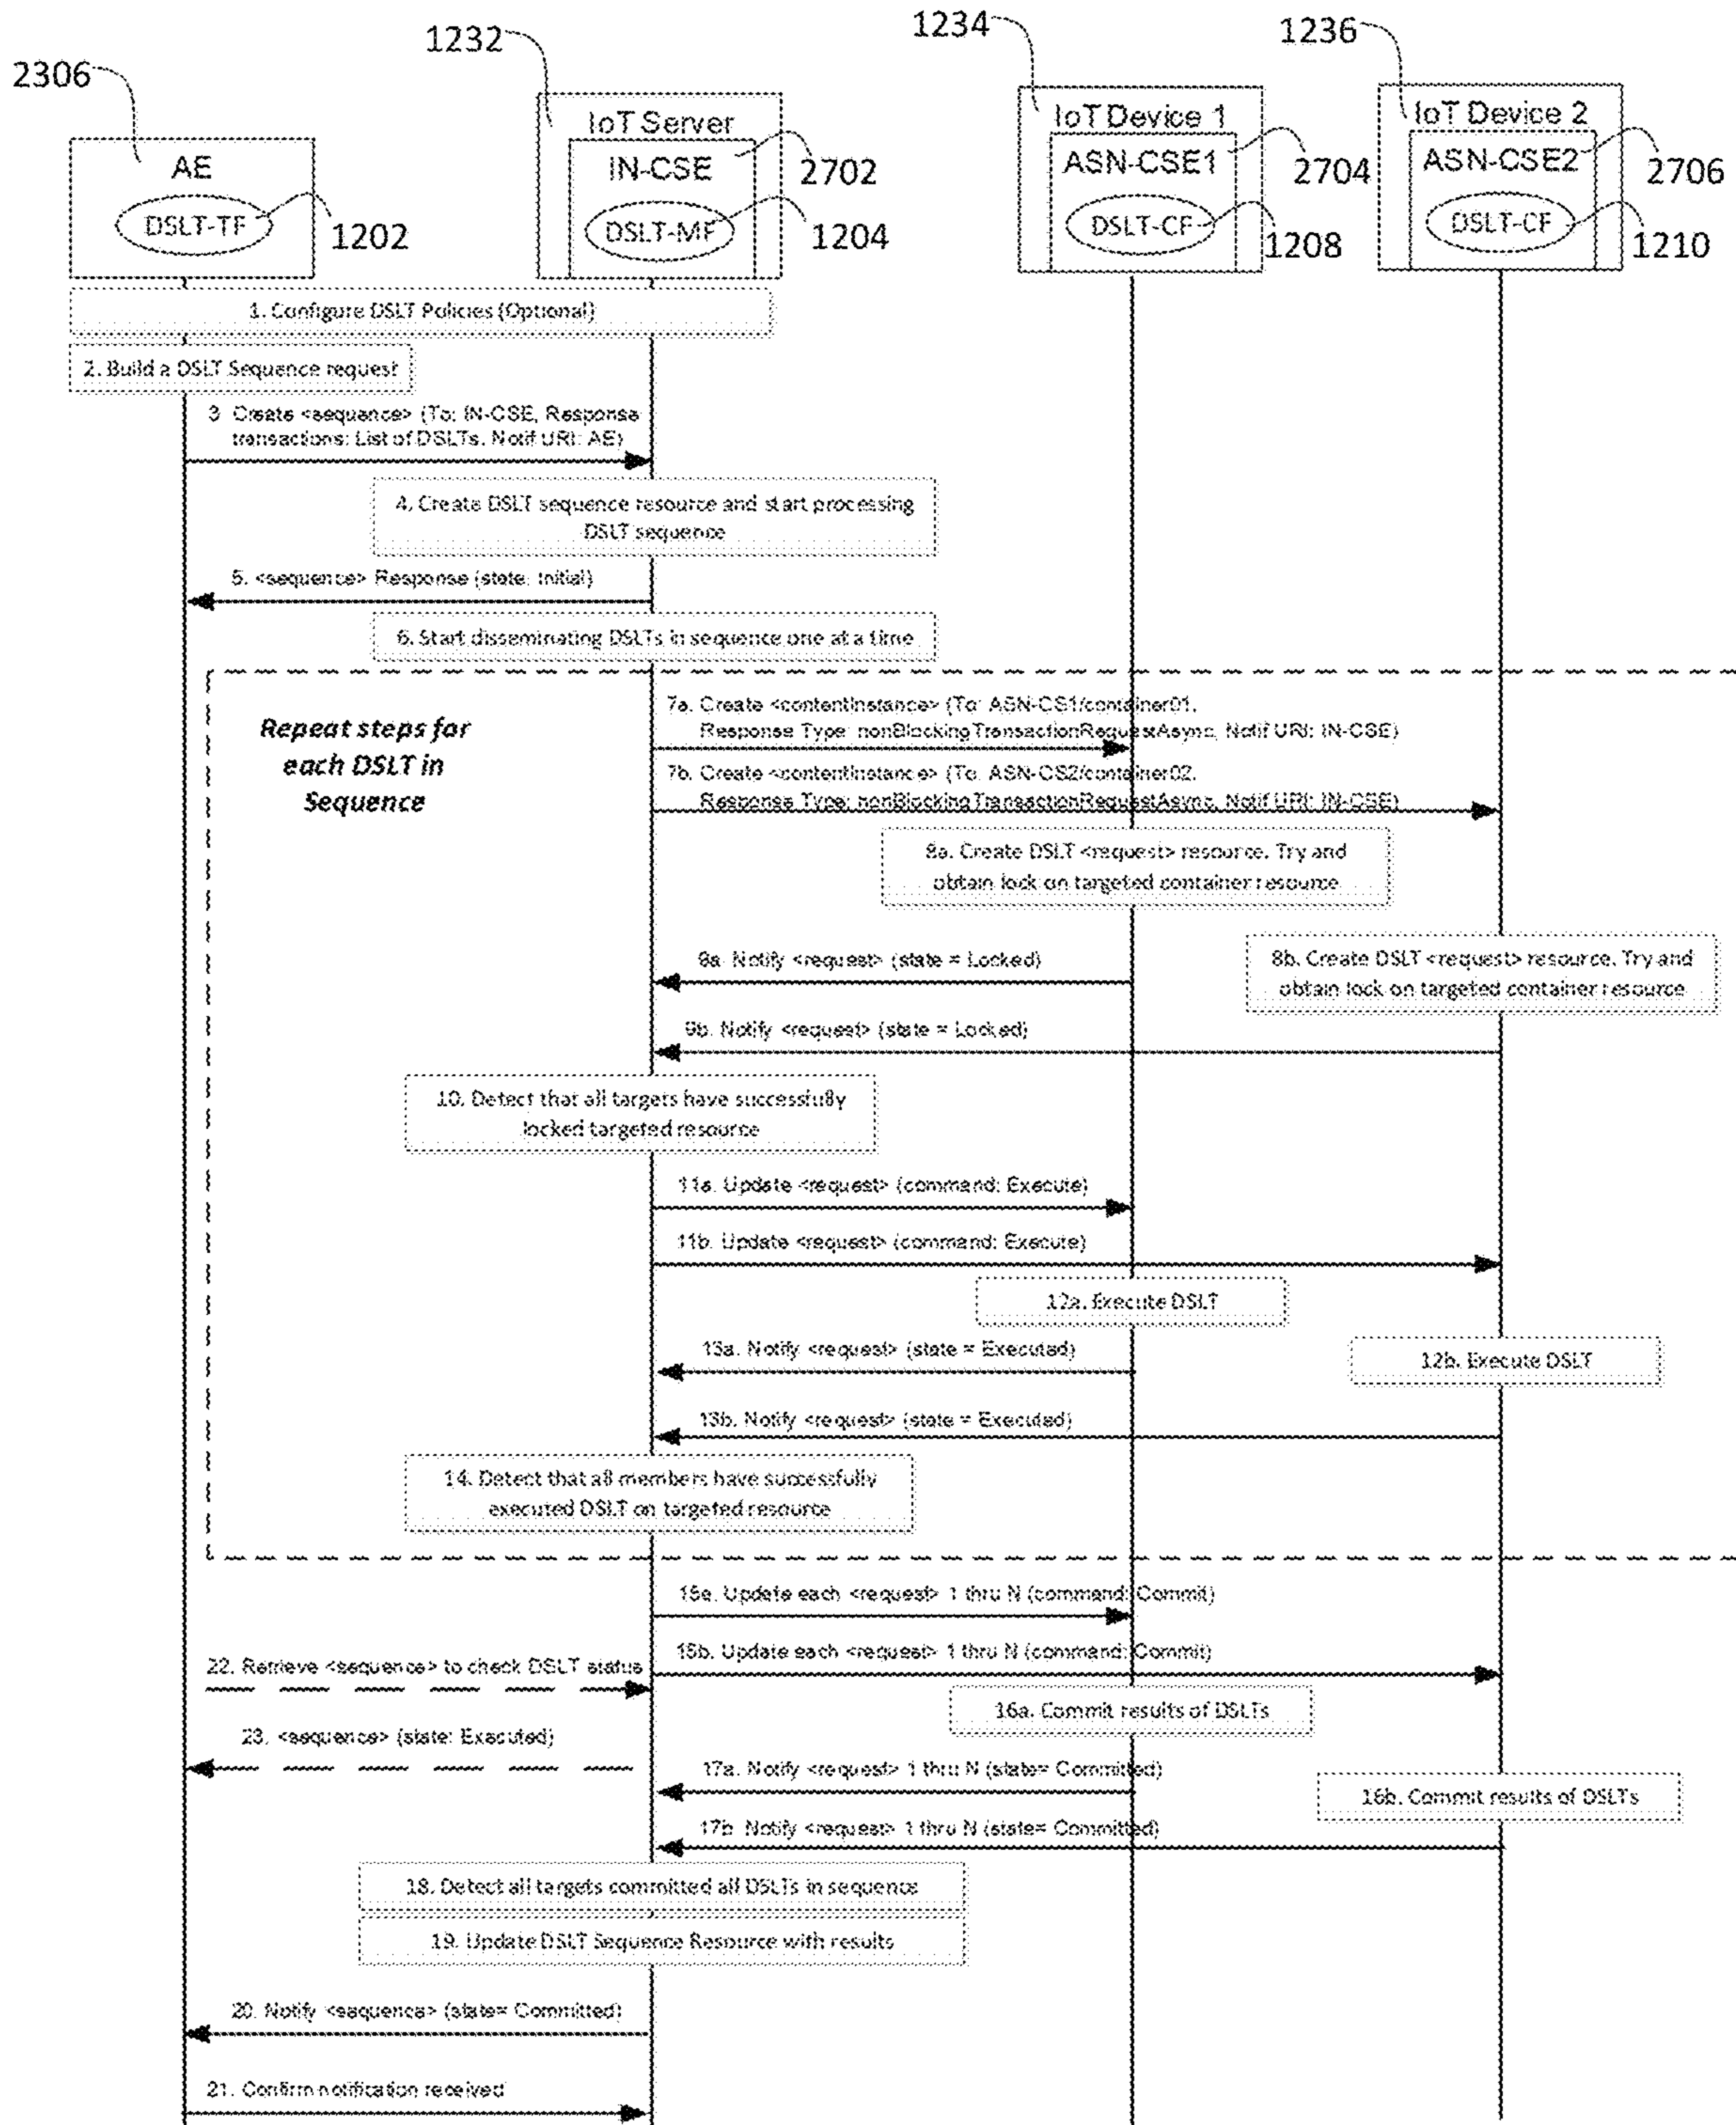 1232
1234
1236
2306
IoT Server
IoT Device 1
IoT Device 2
AE
IN-CSE
2702
ASN-CSE1
2704
ASN-CSE2
2706
DSLT-TF
1202
DSLT-MF
1204
DSLT-CF
1208
DSLT-CF
1210
1. Configure DSLT Policies (Optional)
2. Build a DSLT Sequence request
3 Create <sequence> (To: IN-CSE, Response
transactions: List of DSLTs. Notif URI: AE)
4. Create DSLT sequence resource and start processing
DSLT sequence
5. <sequence> Response (state: Initial)
6. Start disseminating DSLTs in sequence one at a time
Repeat steps for
each DSLT in
Sequence
7a. Create <contentInstance> (To: ASN-CS1/container01.
Response Type: nonBlockingTransactionRequestAsync, Notif URI: IN-CSE)
7b. Create <contentInstance> (To: ASN-CS2/container02.
Response Type: nonBlockingTransactionRequestAsync, Notif URI: IN-CSE)
8a. Create DSLT <request> resource. Try and
obtain lock on targeted container resource
9a. Notify <request> (state = Locked)
8b. Create DSLT <request> resource. Try and
obtain lock on targeted container resource
9b. Notify <request> (state = Locked)
10. Detect that all targets have successfully
locked targeted resource
11a. Update <request> (command: Execute)
11b. Update <request> (command: Execute)
12a. Execute DSLT
13a. Notify <request> (state = Executed)
12b. Execute DSLT
13b. Notify <request> (state = Executed)
14. Detect that all members have successfully
executed DSLT on targeted resource
15a. Update each <request> 1 thru N (command: Commit)
15b. Update each <request> 1 thru N (command: Commit)
22. Retrieve <sequence> to check DSLT status
16a. Commit results of DSLTs
23. <sequence> (state: Executed)
17a. Notify <request> 1 thru N (state= Committed)
16b. Commit results of DSLTs
17b. Notify <request> 1 thru N (state= Committed)
18. Detect all targets committed all DSLTs in sequence
19. Update DSLT Sequence Resource with results
20. Notify <sequence> (state= Committed)
21. Confirm notification received